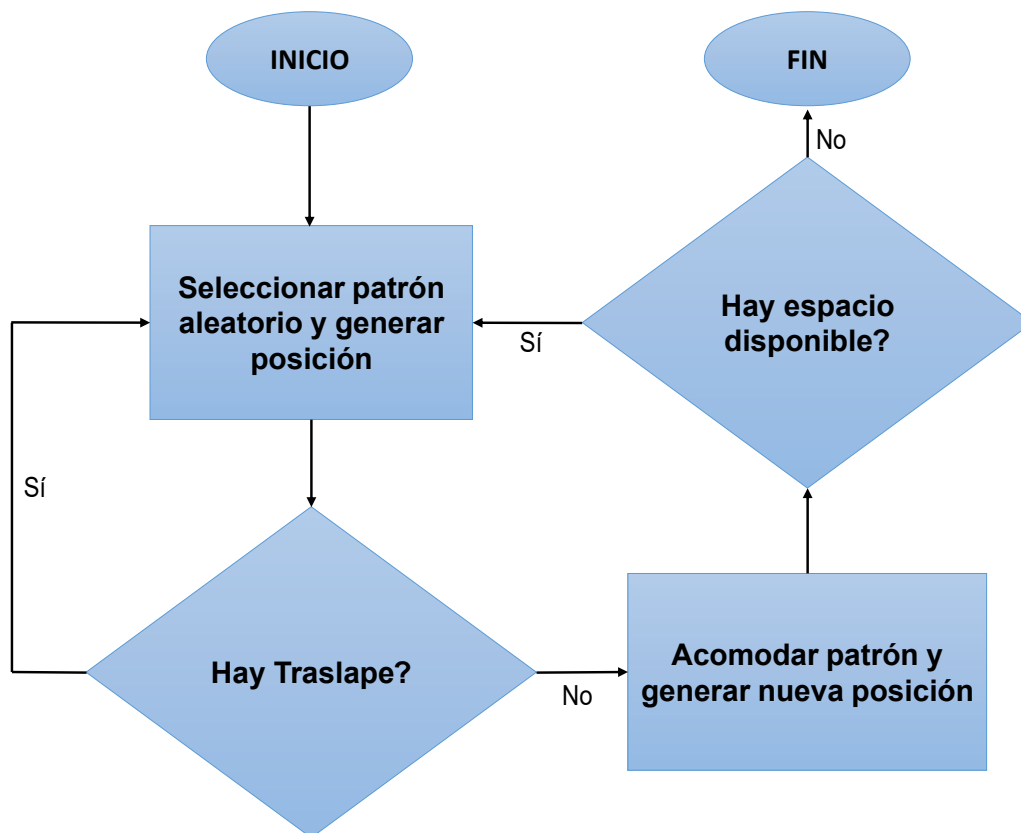 INICIO
FIN
No
Seleccionar patrón
aleatorio y generar
posición
Hay espacio
disponible?
Sí
Sí
Hay Traslape?
No
Acomodar patrón y
generar nueva posición